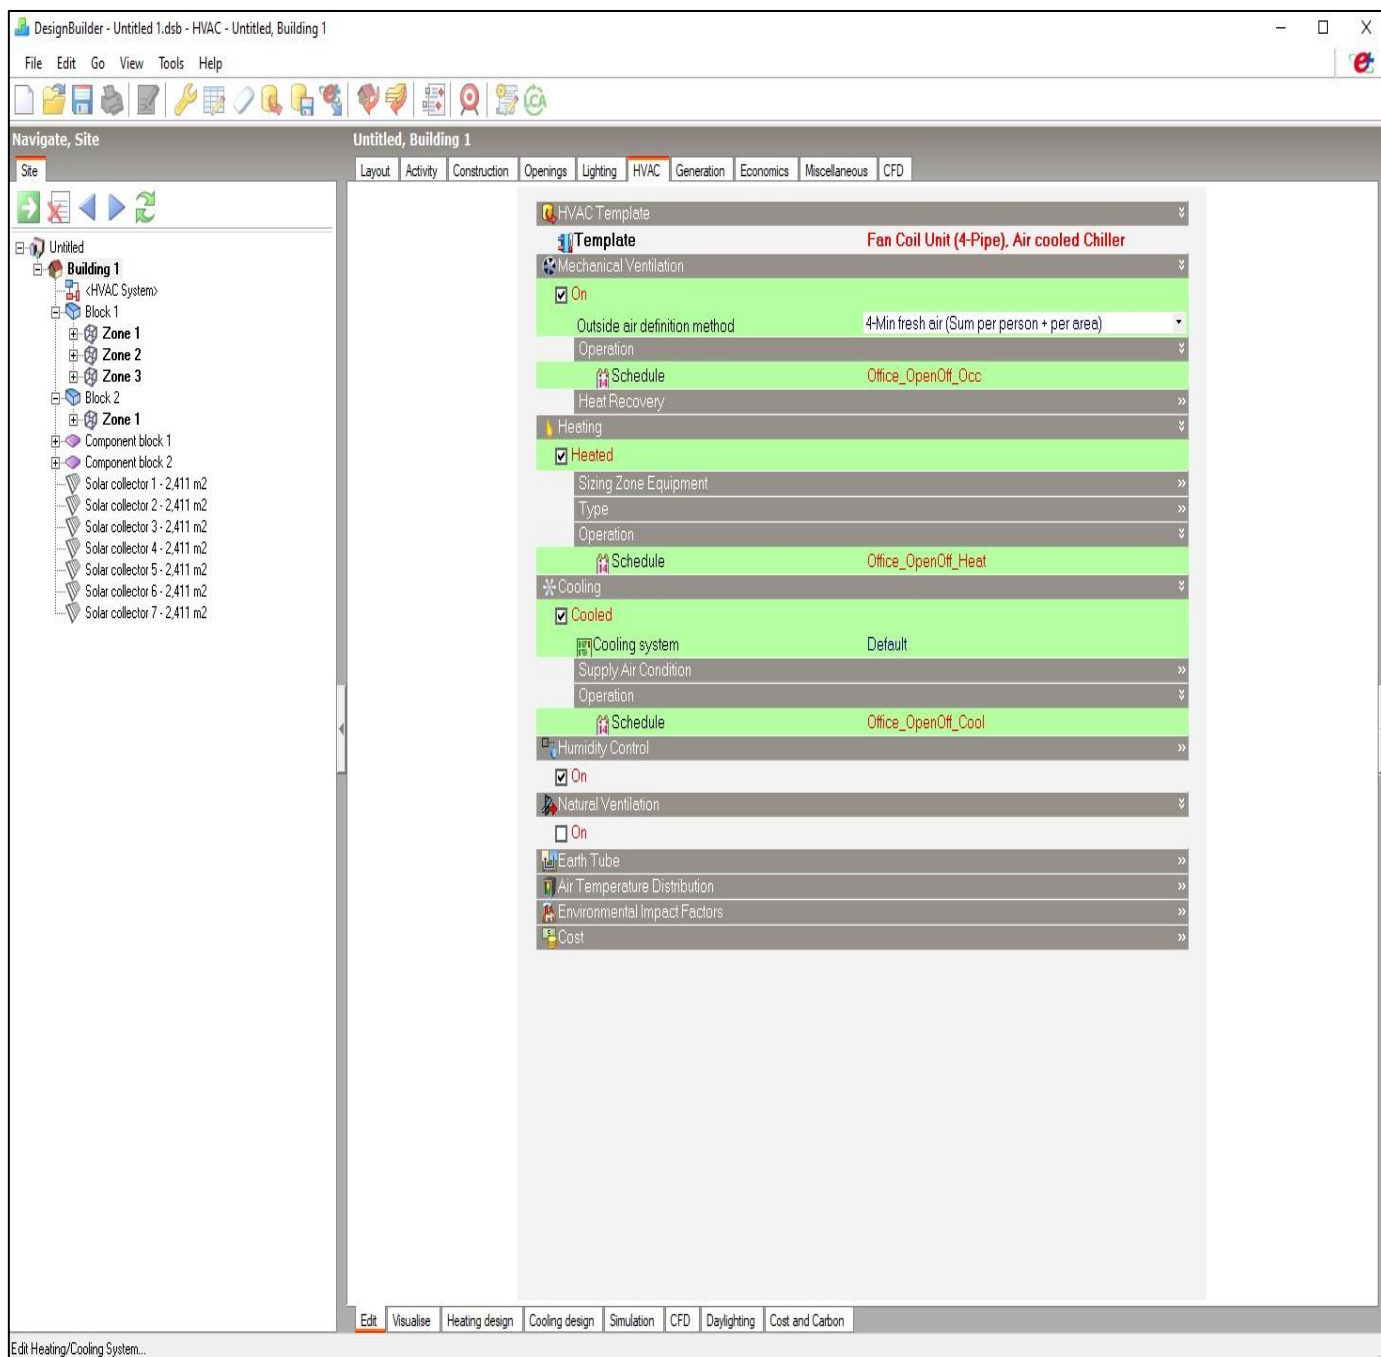 DesignBuilder - Untitled 1.dsb - HVAC - Untitled, Building 1
File Edit Go View Tools Help
Navigate, Site
Site
Untitled
Building 1
<HVAC System>
Block 1
Zone 1
Zone 2
Zone 3
Block 2
Zone 1
Component block 1
Component block 2
Solar collector 1 - 2,411 m2
Solar collector 2 - 2,411 m2
Solar collector 3 - 2,411 m2
Solar collector 4 - 2,411 m2
Solar collector 5 - 2,411 m2
Solar collector 6 - 2,411 m2
Solar collector 7 - 2,411 m2
Untitled, Building 1
Layout Activity Construction Openings Lighting HVAC Generation Economics Miscellaneous CFD
HVAC Template
Template Fan Coil Unit (4-Pipe), Air cooled Chiller
Mechanical Ventilation
On
Outside air definition method 4-Min fresh air (Sum per person + per area)
Operation
Schedule Office_OpenOff_Occ
Heat Recovery
Heating
Heated
Sizing Zone Equipment
Type
Operation
Schedule Office_OpenOff_Heat
Cooling
Cooled
Cooling system Default
Supply Air Condition
Operation
Schedule Office_OpenOff_Cool
Humidity Control
On
Natural Ventilation
On
Earth Tube
Air Temperature Distribution
Environmental Impact Factors
Cost
Edit Visualise Heating design Cooling design Simulation CFD Daylighting Cost and Carbon
Edit Heating/Cooling System...